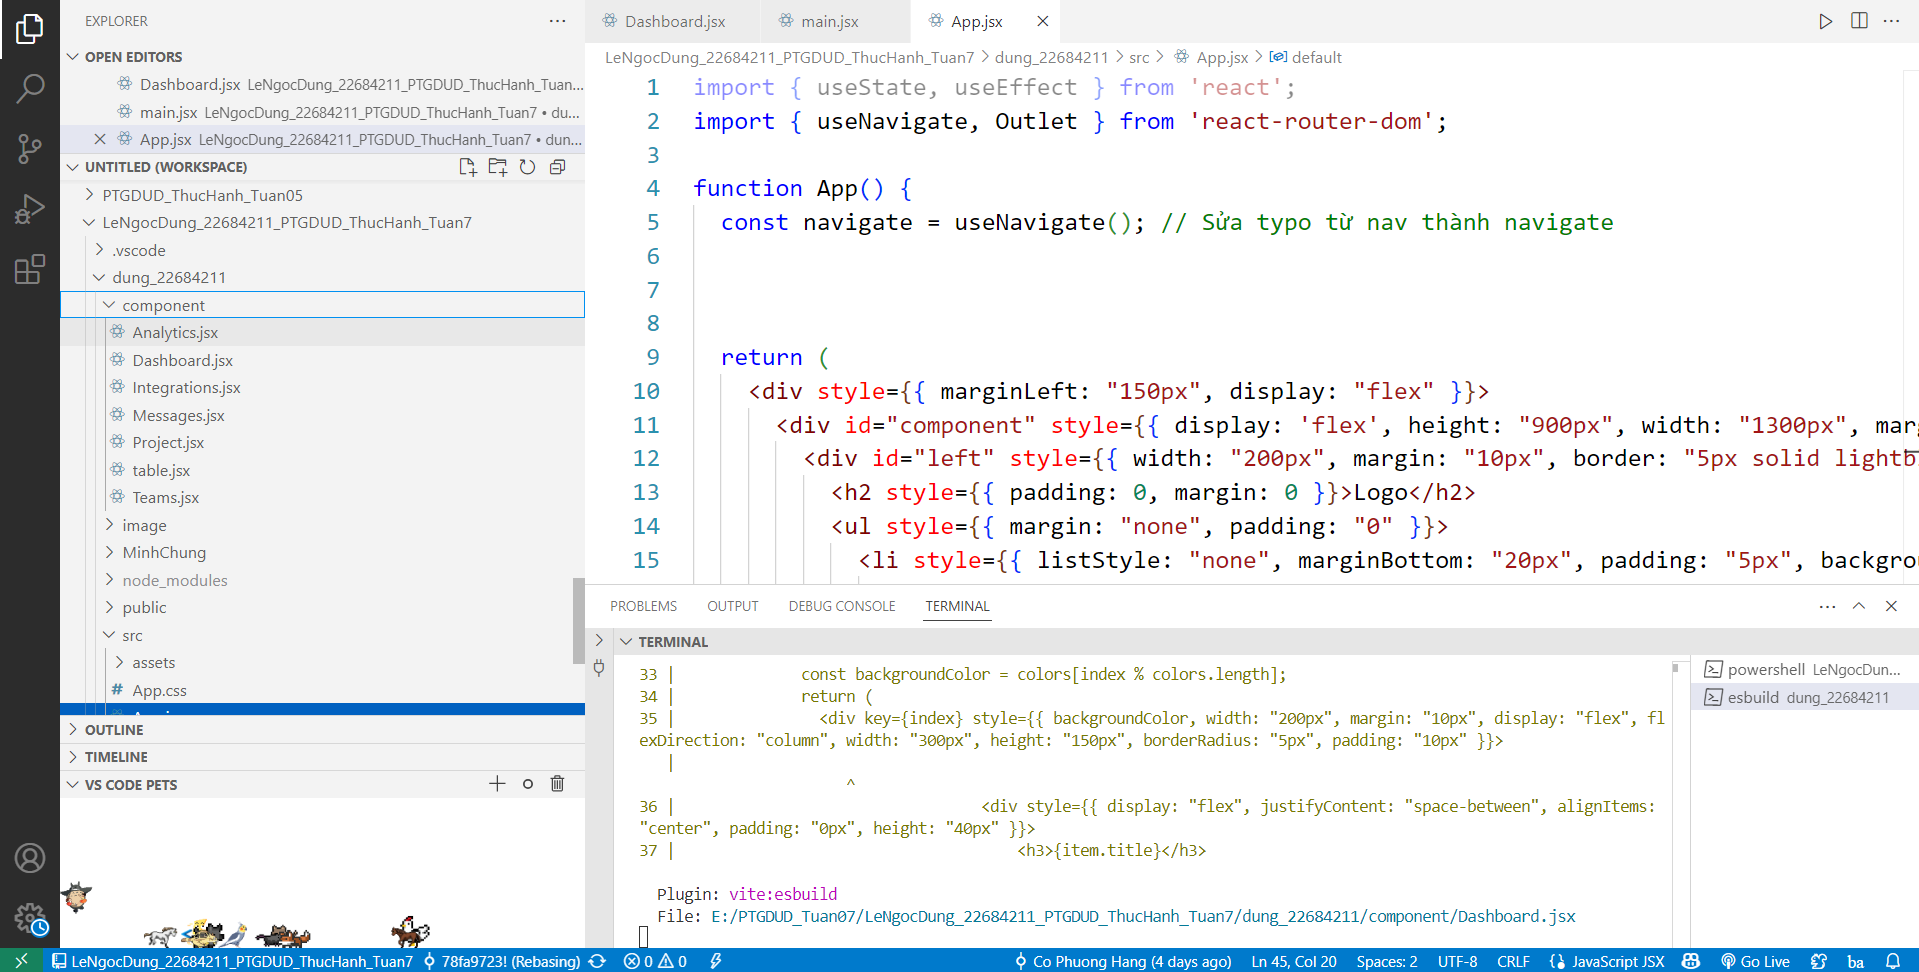 EXPLORER
OPEN EDITORS
Dashboard.jsx LeNgocDung_22684211_PTGDUD_ThucHanh_Tuan...
main.jsx LeNgocDung_22684211_PTGDUD_ThucHanh_Tuan7 • du...
App.jsx LeNgocDung_22684211_PTGDUD_ThucHanh_Tuan7 • dun...
UNTITLED (WORKSPACE)
PTGDUD_ThucHanh_Tuan05
LeNgocDung_22684211_PTGDUD_ThucHanh_Tuan7
.vscode
dung_22684211
component
Analytics.jsx
Dashboard.jsx
Integrations.jsx
Messages.jsx
Project.jsx
table.jsx
Teams.jsx
image
MinhChung
node_modules
public
src
assets
# App.css
OUTLINE
TIMELINE
VS CODE PETS
Dashboard.jsx main.jsx App.jsx
LeNgocDung_22684211_PTGDUD_ThucHanh_Tuan7 > dung_22684211 > src > App.jsx > default
1 import { useState, useEffect } from 'react';
2 import { useNavigate, Outlet } from 'react-router-dom';
3
4 function App() {
5 const navigate = useNavigate(); // Sửa typo từ nav thành navigate
6
7
8
9 return (
10 <div style={{ marginLeft: "150px", display: "flex" }}>
11 <div id="component" style={{ display: 'flex', height: "900px", width: "1300px", mar
12 <div id="left" style={{ width: "200px", margin: "10px", border: "5px solid lightb
13 <h2 style={{ padding: 0, margin: 0 }}>Logo</h2>
14 <ul style={{ margin: "none", padding: "0" }}>
15 <li style={{ listStyle: "none", marginBottom: "20px", padding: "5px", backgro
PROBLEMS OUTPUT DEBUG CONSOLE TERMINAL
TERMINAL
33 | const backgroundColor = colors[index % colors.length];
34 | return (
35 | <div key={index} style={{ backgroundColor, width: "200px", margin: "10px", display: "flex", fl
exDirection: "column", width: "300px", height: "150px", borderRadius: "5px", padding: "10px" }}>
|
^
36 | <div style={{ display: "flex", justifyContent: "space-between", alignItems:
"center", padding: "0px", height: "40px" }}>
37 | <h3>{item.title}</h3>
Plugin: vite:esbuild
File: E:/PTGDUD_Tuan07/LeNgocDung_22684211_PTGDUD_ThucHanh_Tuan7/dung_22684211/component/Dashboard.jsx
powershell LeNgocDun...
esbuild dung_22684211
LeNgocDung_22684211_PTGDUD_ThucHanh_Tuan7 78fa9723! (Rebasing) 0 0 Co Phuong Hang (4 days ago) Ln 45, Col 20 Spaces: 2 UTF-8 CRLF JavaScript JSX Go Live ba